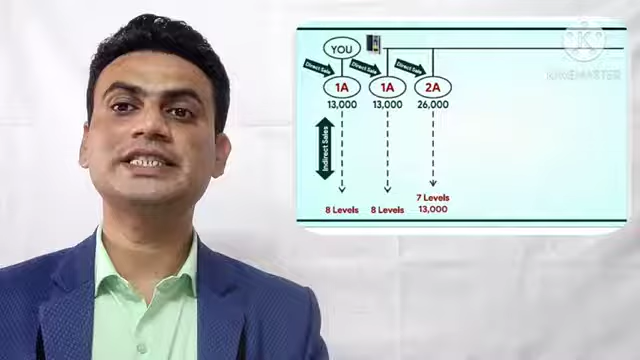 YOU
Direct Sale Direct Sale Direct Sale
1A 1A 2A
13,000 13,000 26,000
Indirect Sales
7 Levels
8 Levels 8 Levels 13,000
KINEMASTER